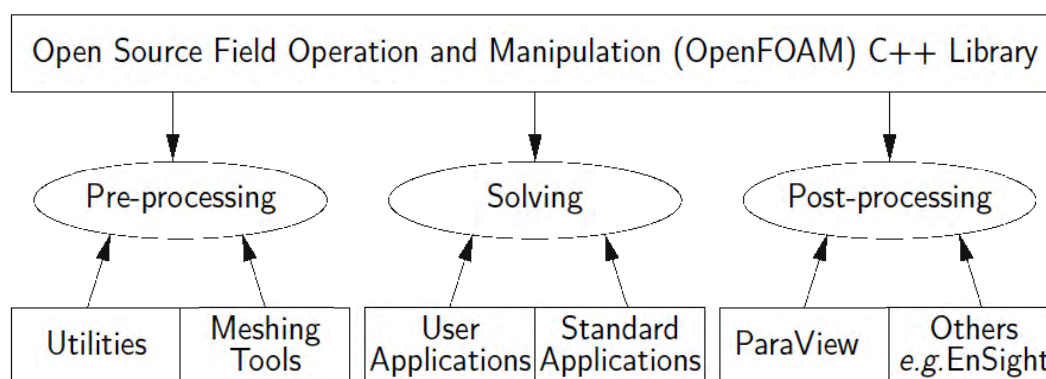 Open Source Field Operation and Manipulation (OpenFOAM) C++ Library
Pre-processing
Solving
Post-processing
Utilities
Meshing
Tools
User
Applications
Standard
Applications
ParaView
Others
e.g.EnSight